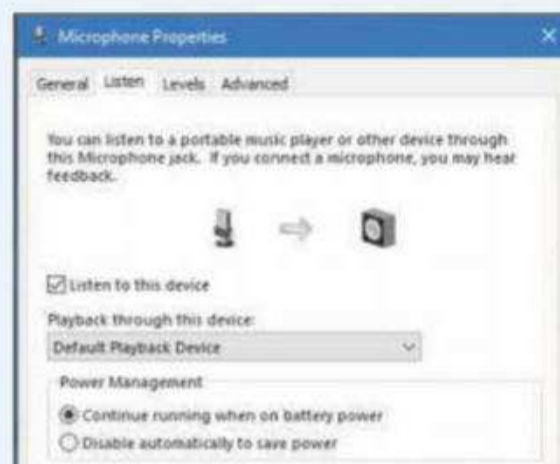 Microphone Properties
General Listen Levels Advanced
You can listen to a portable music player or other device through
this Microphone jack. If you connect a microphone, you may hear
feedback.
Listen to this device
Playback through this device:
Default Playback Device
Power Management
Continue running when on battery power
Disable automatically to save power